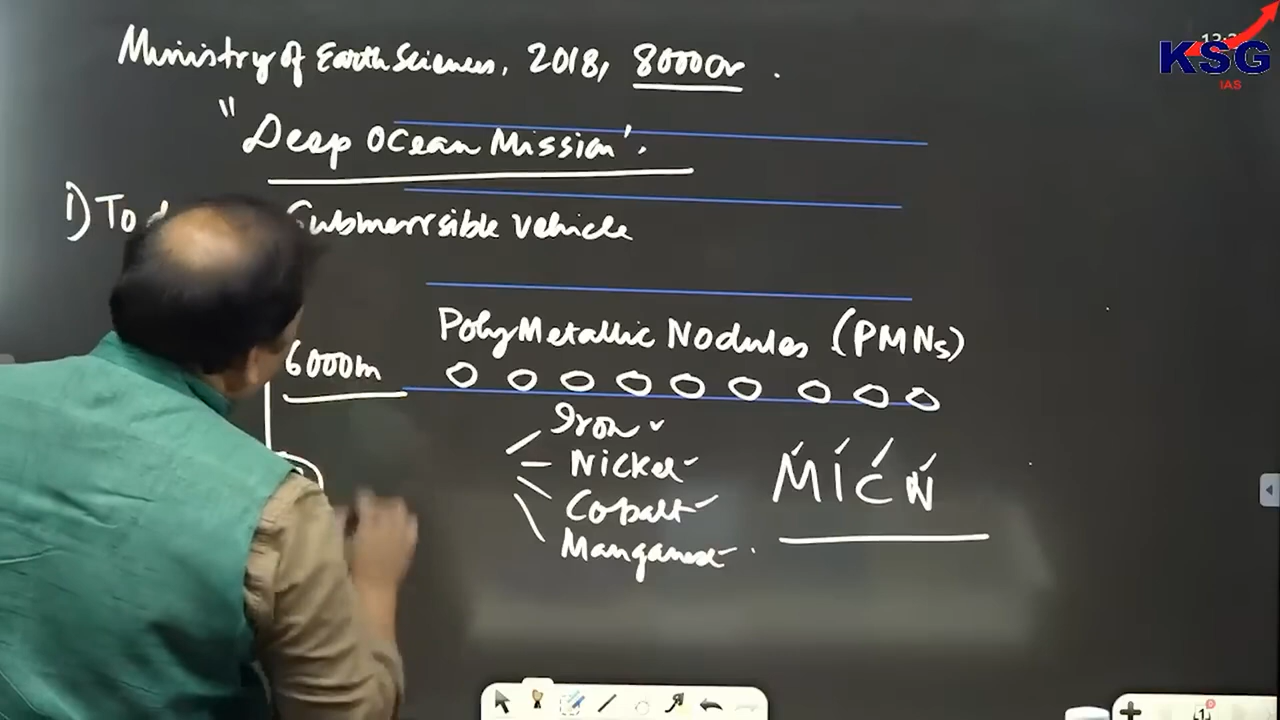 Ministry of Earth Sciences, 2018, 8000cr.
"Deep Ocean Mission".
1) To Submerrsible vehicle
PolyMetallic Nodules (PMNs)
6000m
Iron
Nickel
Cobalt
Manganese
MICN
KSG
IAS